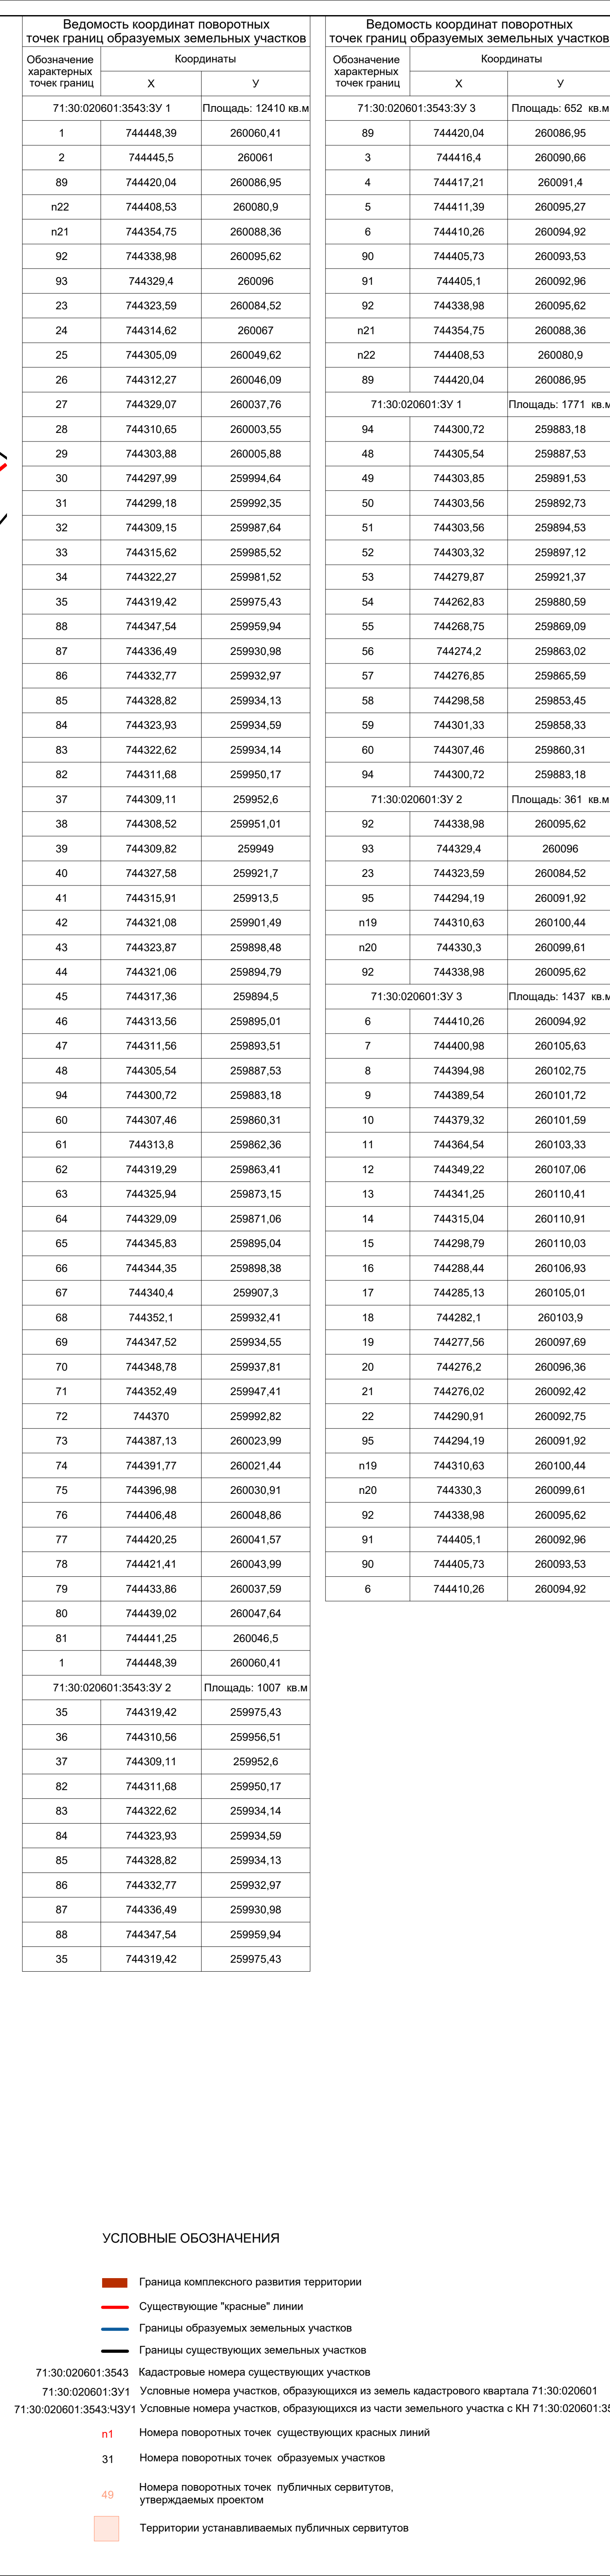 Ведомость координат поворотных
точек границ образуемых земельных участков
Обозначение характерных точек границ Координаты
Х У
71:30:020601:3543:ЗУ 1 Площадь: 12410 кв.м
1 744448,39 260060,41
2 744445,5 260061
89 744420,04 260086,95
n22 744408,53 260080,9
n21 744354,75 260088,36
92 744338,98 260095,62
93 744329,4 260096
23 744323,59 260084,52
24 744314,62 260067
25 744305,09 260049,62
26 744312,27 260046,09
27 744329,07 260037,76
28 744310,65 260003,55
29 744303,88 260005,88
30 744297,99 259994,64
31 744299,18 259992,35
32 744309,15 259987,64
33 744315,62 259985,52
34 744322,27 259981,52
35 744319,42 259975,43
88 744347,54 259959,94
87 744336,49 259930,98
86 744332,77 259932,97
85 744328,82 259934,13
84 744323,93 259934,59
83 744322,62 259934,14
82 744311,68 259950,17
37 744309,11 259952,6
38 744308,52 259951,01
39 744309,82 259949
40 744327,58 259921,7
41 744315,91 259913,5
42 744321,08 259901,49
43 744323,87 259898,48
44 744321,06 259894,79
45 744317,36 259894,5
46 744313,56 259895,01
47 744311,56 259893,51
48 744305,54 259887,53
94 744300,72 259883,18
60 744307,46 259860,31
61 744313,8 259862,36
62 744319,29 259863,41
63 744325,94 259873,15
64 744329,09 259871,06
65 744345,83 259895,04
66 744344,35 259898,38
67 744340,4 259907,3
68 744352,1 259932,41
69 744347,52 259934,55
70 744348,78 259937,81
71 744352,49 259947,41
72 744370 259992,82
73 744387,13 260023,99
74 744391,77 260021,44
75 744396,98 260030,91
76 744406,48 260048,86
77 744420,25 260041,57
78 744421,41 260043,99
79 744433,86 260037,59
80 744439,02 260047,64
81 744441,25 260046,5
1 744448,39 260060,41
71:30:020601:3543:ЗУ 2 Площадь: 1007 кв.м
35 744319,42 259975,43
36 744310,56 259956,51
37 744309,11 259952,6
82 744311,68 259950,17
83 744322,62 259934,14
84 744323,93 259934,59
85 744328,82 259934,13
86 744332,77 259932,97
87 744336,49 259930,98
88 744347,54 259959,94
35 744319,42 259975,43
Ведомость координат поворотных
точек границ образуемых земельных участков
Обозначение характерных точек границ Координаты
Х У
71:30:020601:3543:ЗУ 3 Площадь: 652 кв.м
89 744420,04 260086,95
3 744416,4 260090,66
4 744417,21 260091,4
5 744411,39 260095,27
6 744410,26 260094,92
90 744405,73 260093,53
91 744405,1 260092,96
92 744338,98 260095,62
n21 744354,75 260088,36
n22 744408,53 260080,9
89 744420,04 260086,95
71:30:020601:ЗУ 1 Площадь: 1771 кв.м
94 744300,72 259883,18
48 744305,54 259887,53
49 744303,85 259891,53
50 744303,56 259892,73
51 744303,56 259894,53
52 744303,32 259897,12
53 744279,87 259921,37
54 744262,83 259880,59
55 744268,75 259869,09
56 744274,2 259863,02
57 744276,85 259865,59
58 744298,58 259853,45
59 744301,33 259858,33
60 744307,46 259860,31
94 744300,72 259883,18
71:30:020601:ЗУ 2 Площадь: 361 кв.м
92 744338,98 260095,62
93 744329,4 260096
23 744323,59 260084,52
95 744294,19 260091,92
n19 744310,63 260100,44
n20 744330,3 260099,61
92 744338,98 260095,62
71:30:020601:ЗУ 3 Площадь: 1437 кв.м
6 744410,26 260094,92
7 744400,98 260105,63
8 744394,98 260102,75
9 744389,54 260101,72
10 744379,32 260101,59
11 744364,54 260103,33
12 744349,22 260107,06
13 744341,25 260110,41
14 744315,04 260110,91
15 744298,79 260110,03
16 744288,44 260106,93
17 744285,13 260105,01
18 744282,1 260103,9
19 744277,56 260097,69
20 744276,2 260096,36
21 744276,02 260092,42
22 744290,91 260092,75
95 744294,19 260091,92
n19 744310,63 260100,44
n20 744330,3 260099,61
92 744338,98 260095,62
91 744405,1 260092,96
90 744405,73 260093,53
6 744410,26 260094,92
УСЛОВНЫЕ ОБОЗНАЧЕНИЯ
Граница комплексного развития территории
Существующие "красные" линии
Границы образуемых земельных участков
Границы существующих земельных участков
71:30:020601:3543 Кадастровые номера существующих участков
71:30:020601:ЗУ1 Условные номера участков, образующихся из земель кадастрового квартала 71:30:020601
71:30:020601:3543:ЧЗУ1 Условные номера участков, образующихся из части земельного участка с КН 71:30:020601:35
n1 Номера поворотных точек существующих красных линий
31 Номера поворотных точек образуемых участков
49 Номера поворотных точек публичных сервитутов,
утверждаемых проектом
Территории устанавливаемых публичных сервитутов